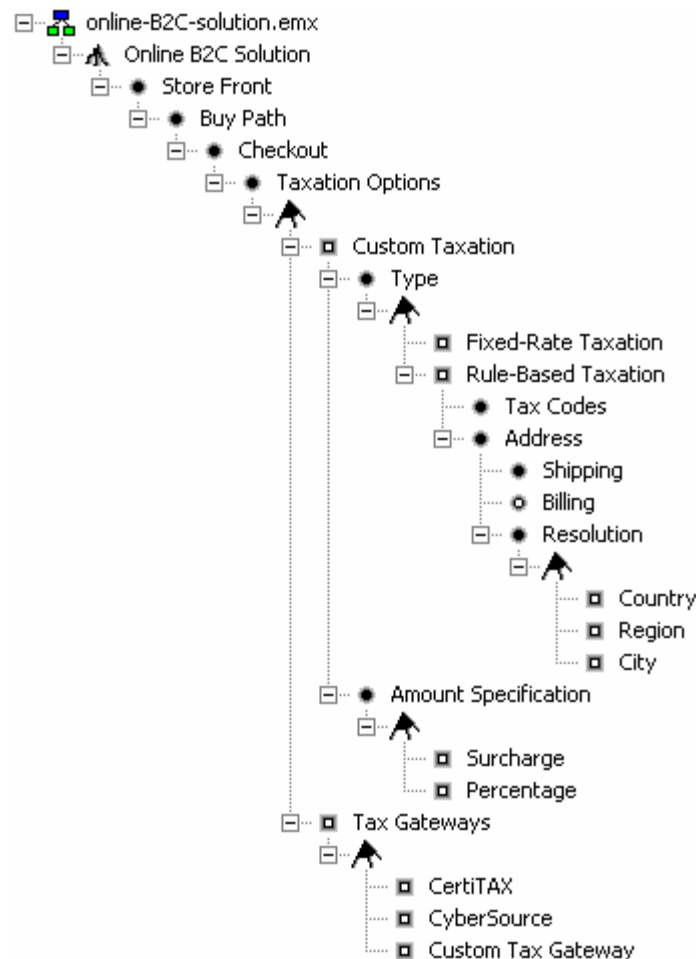 online-B2C-solution.emx
Online B2C Solution
Store Front
Buy Path
Checkout
Taxation Options
Custom Taxation
Type
Fixed-Rate Taxation
Rule-Based Taxation
Tax Codes
Address
Shipping
Billing
Resolution
Country
Region
City
Amount Specification
Surcharge
Percentage
Tax Gateways
CertiTAX
CyberSource
Custom Tax Gateway